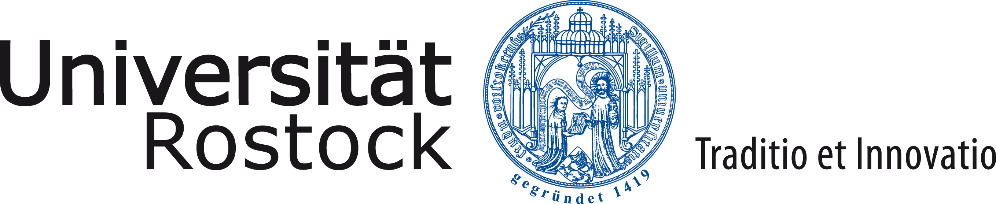 Universität
Rostock
gegründet 1419
Traditio et Innovatio